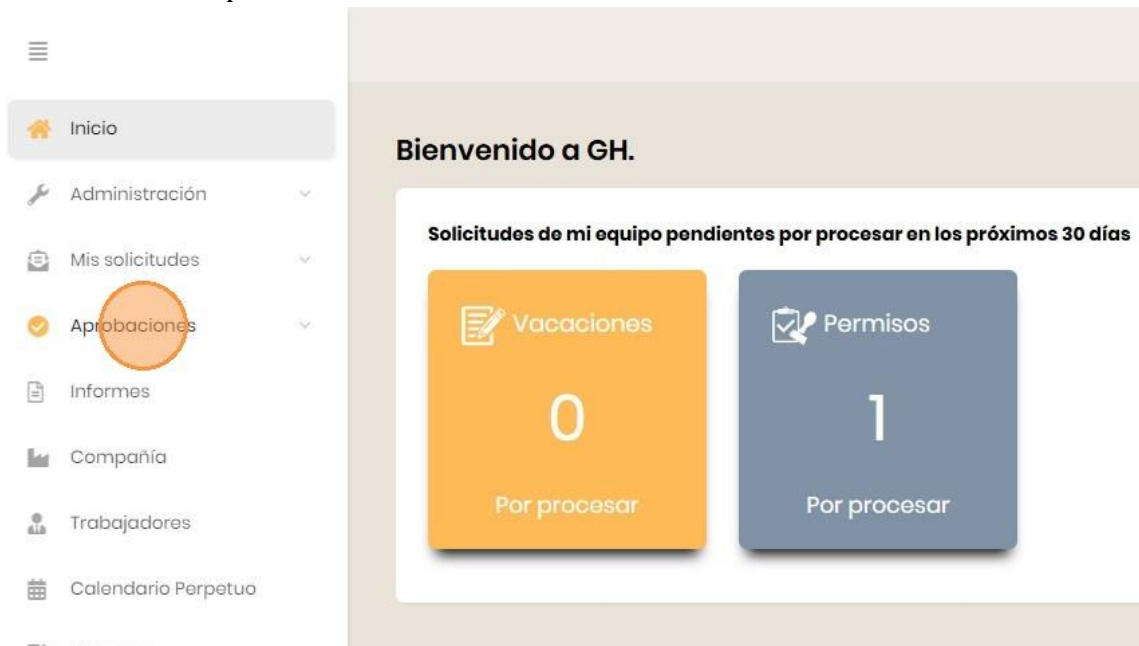 Inicio
Administración
Mis solicitudes
Aprobaciones
Informes
Compañía
Trabajadores
Calendario Perpetuo
Bienvenido a GH.
Solicitudes de mi equipo pendientes por procesar en los próximos 30 días
Vacaciones
0
Por procesar
Permisos
1
Por procesar